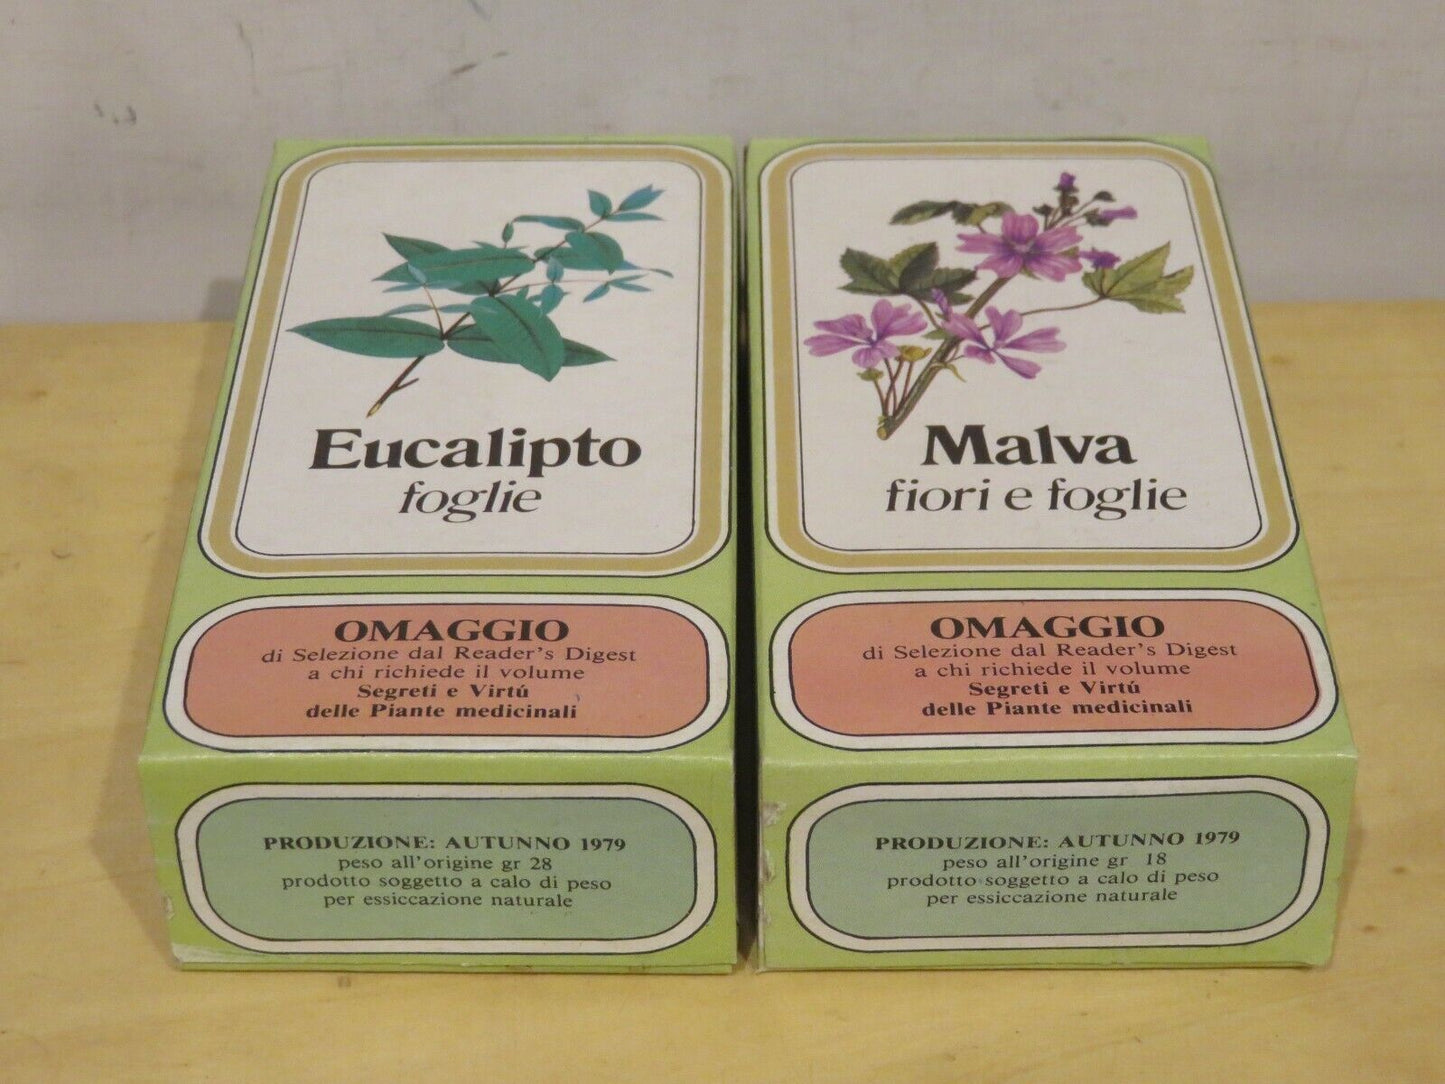 Eucalipto
foglie
OMAGGIO
di Selezione dal Reader's Digest
a chi richiede il volume
Segreti e Virtú
delle Piante medicinali
PRODUZIONE: AUTUNNO 1979
peso all'origine gr 28
prodotto soggetto a calo di peso
per essiccazione naturale
Malva
fiori e foglie
OMAGGIO
di Selezione dal Reader's Digest
a chi richiede il volume
Segreti e Virtú
delle Piante medicinali
PRODUZIONE: AUTUNNO 1979
peso all'origine gr 18
prodotto soggetto a calo di peso
per essiccazione naturale